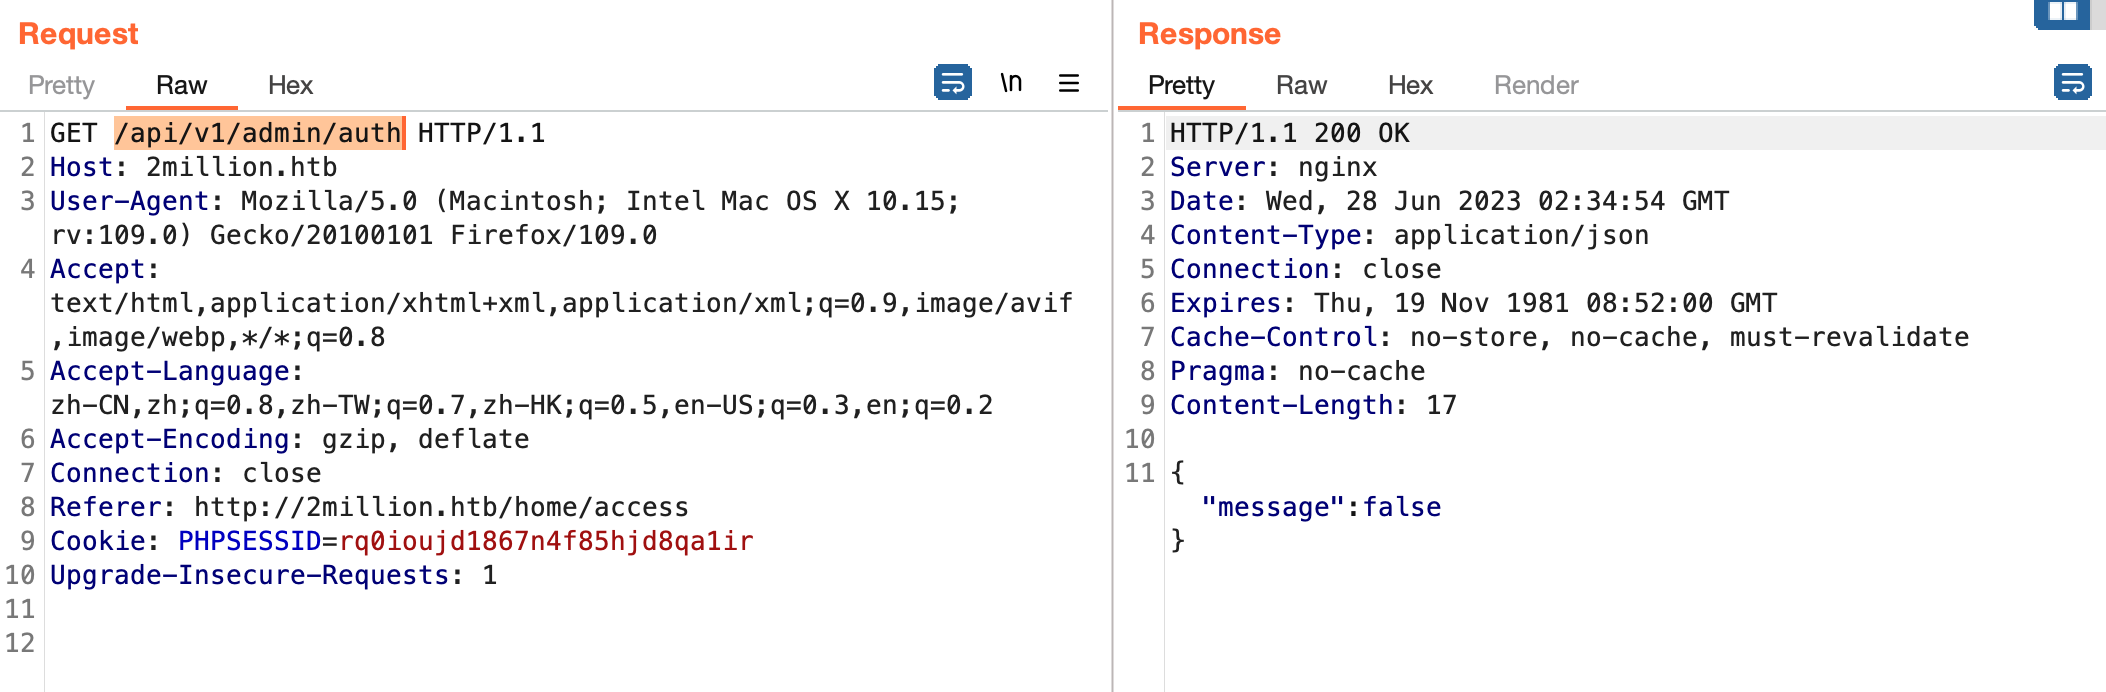 Request
Pretty Raw Hex \n
1 GET /api/v1/admin/auth HTTP/1.1
2 Host: 2million.htb
3 User-Agent: Mozilla/5.0 (Macintosh; Intel Mac OS X 10.15;
rv:109.0) Gecko/20100101 Firefox/109.0
4 Accept:
text/html,application/xhtml+xml,application/xml;q=0.9,image/avif
,image/webp,*/*;q=0.8
5 Accept-Language:
zh-CN,zh;q=0.8,zh-TW;q=0.7,zh-HK;q=0.5,en-US;q=0.3,en;q=0.2
6 Accept-Encoding: gzip, deflate
7 Connection: close
8 Referer: http://2million.htb/home/access
9 Cookie: PHPSESSID=rq0ioujd1867n4f85hjd8qa1ir
10 Upgrade-Insecure-Requests: 1
11
12
Response
Pretty Raw Hex Render
1 HTTP/1.1 200 OK
2 Server: nginx
3 Date: Wed, 28 Jun 2023 02:34:54 GMT
4 Content-Type: application/json
5 Connection: close
6 Expires: Thu, 19 Nov 1981 08:52:00 GMT
7 Cache-Control: no-store, no-cache, must-revalidate
8 Pragma: no-cache
9 Content-Length: 17
10
11 {
"message":false
}